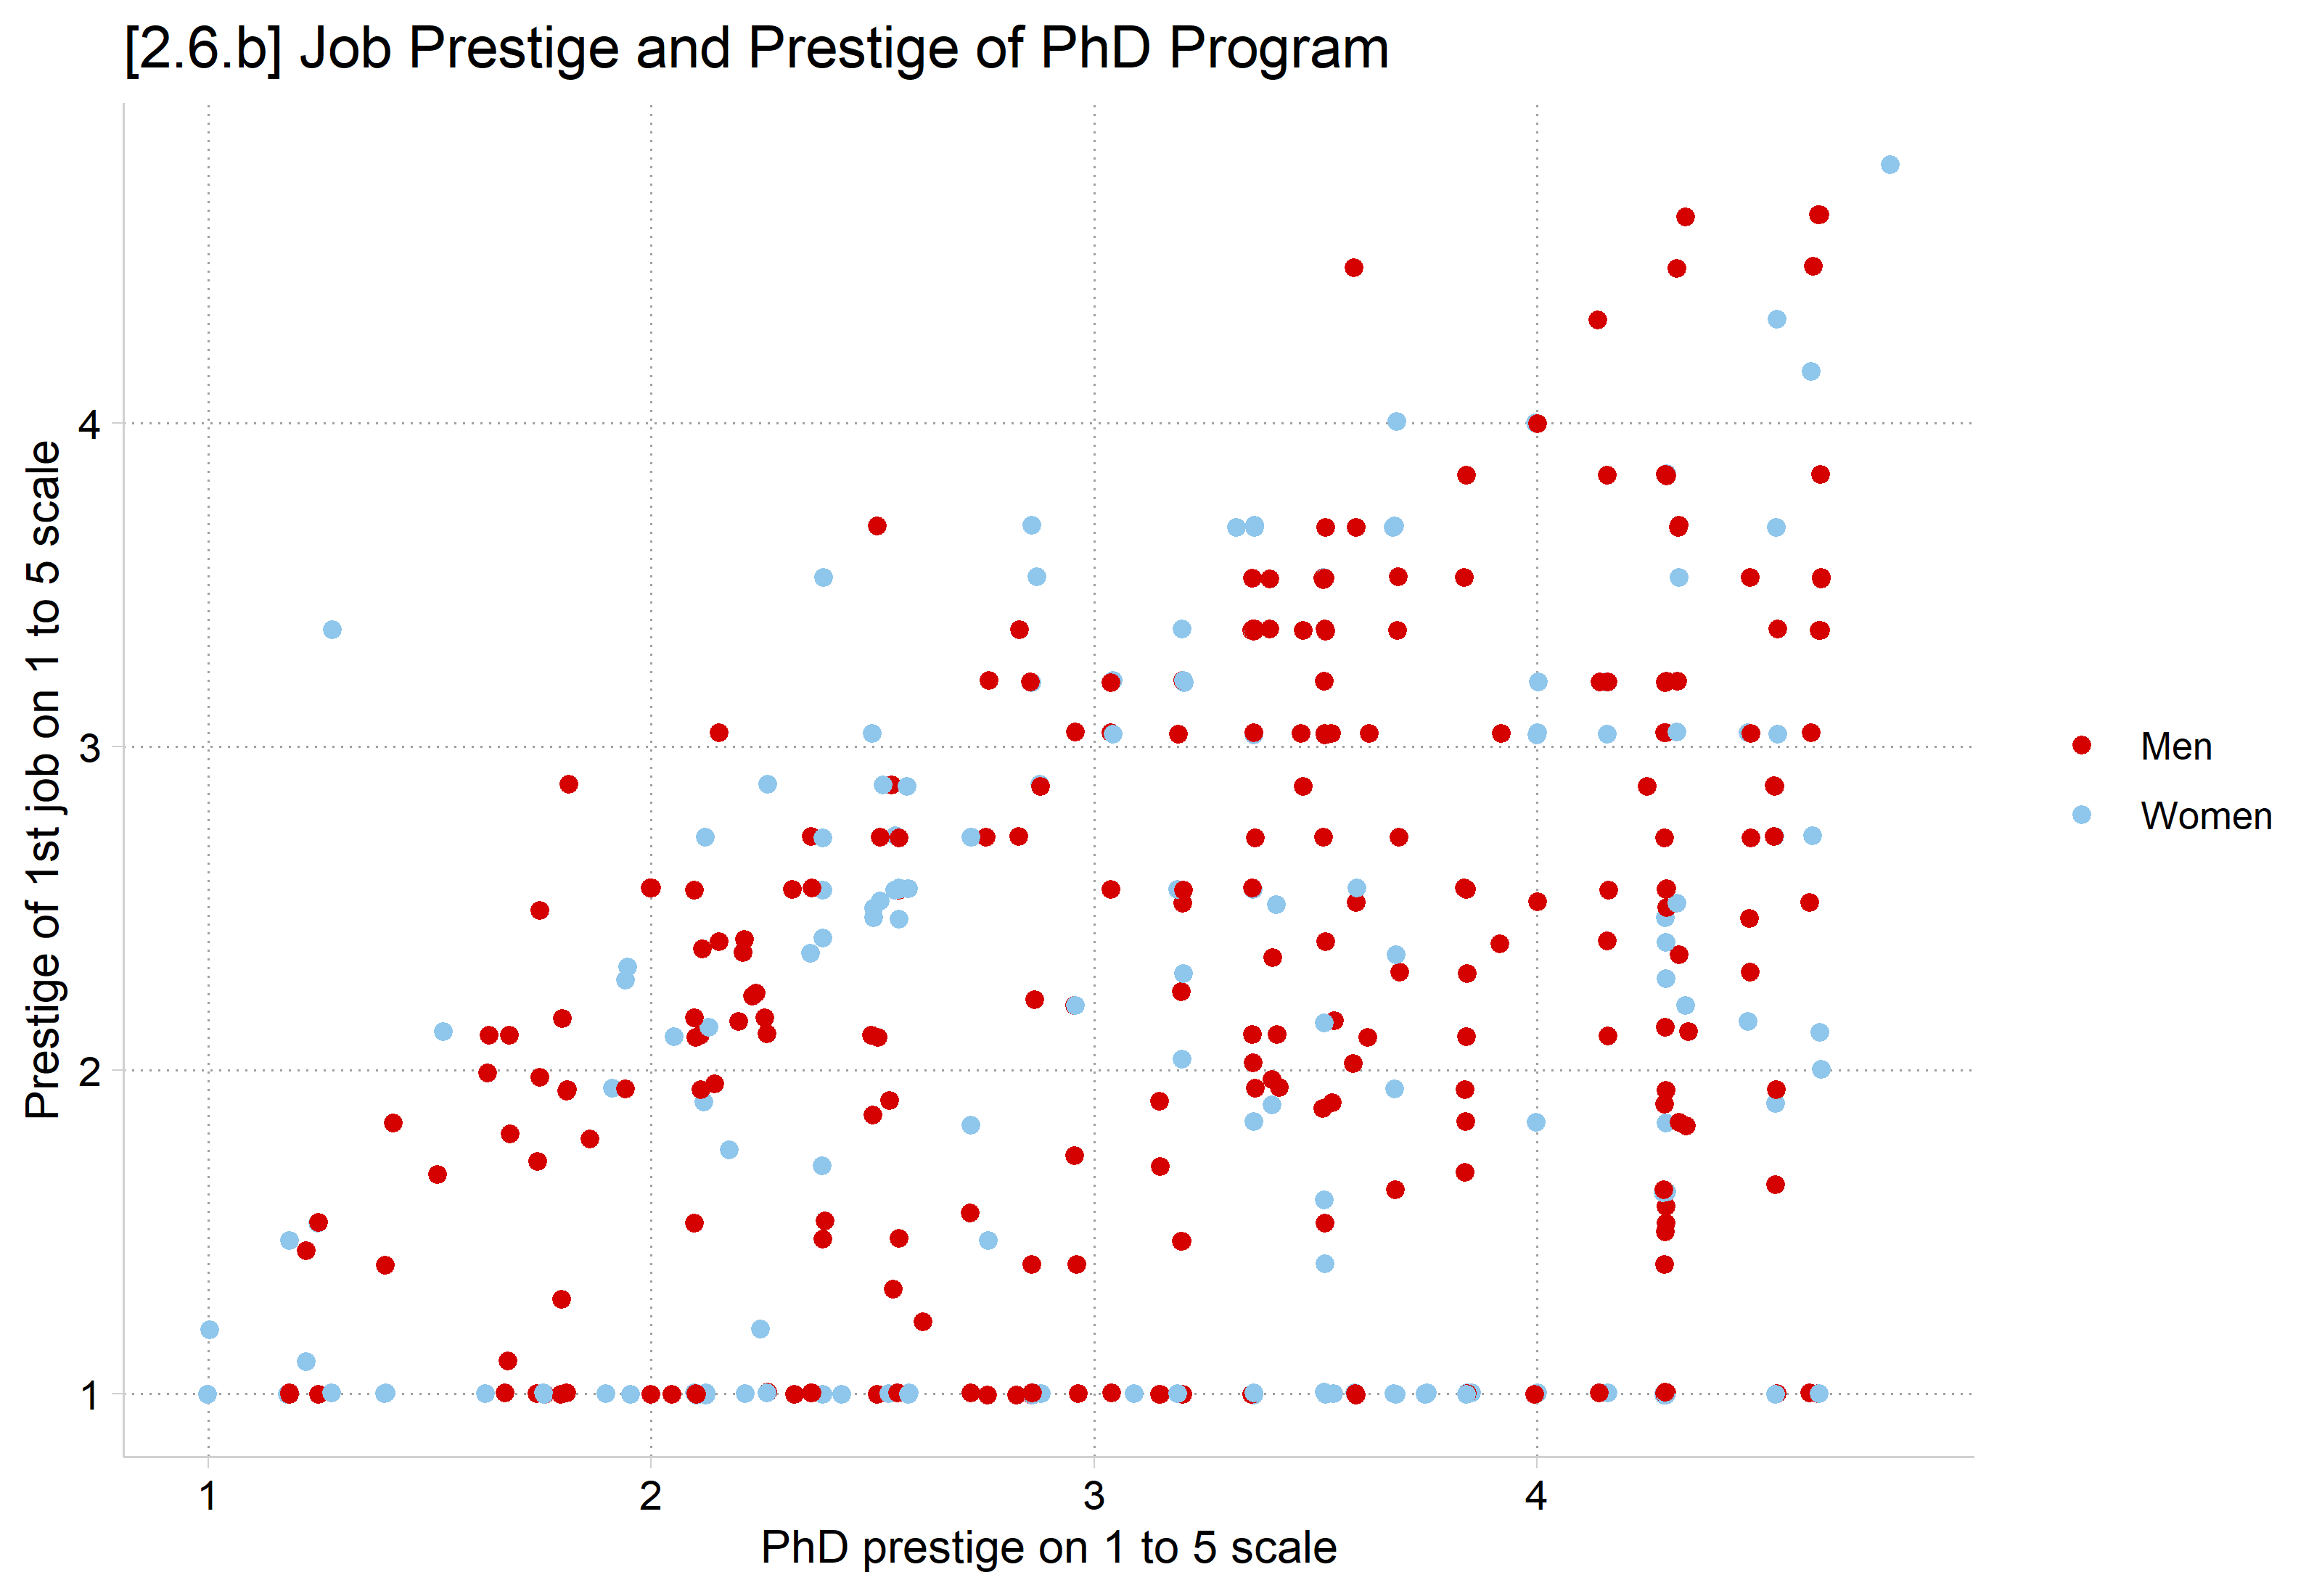 [2.6.b] Job Prestige and Prestige of PhD Program
Prestige of 1st job on 1 to 5 scale
4
3
2
1
1 2 3 4
PhD prestige on 1 to 5 scale
Men
Women